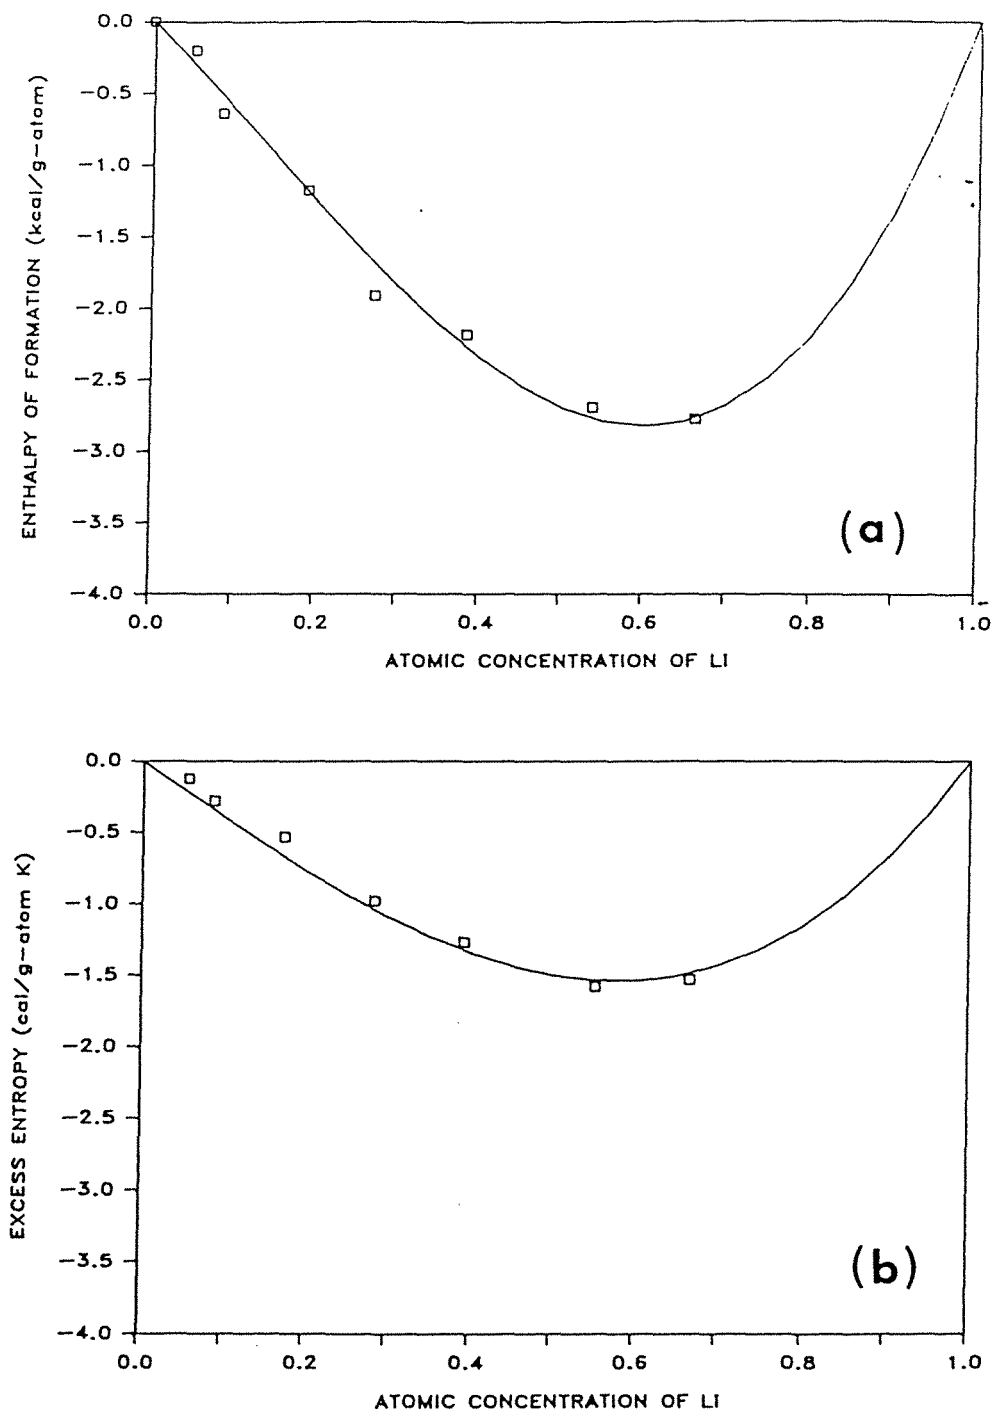 0.0
−0.5
−1.0
−1.5
−2.0
−2.5
−3.0
−3.5
−4.0
ENTHALPY OF FORMATION (kcal/g−atom)
(a)
0.0 0.2 0.4 0.6 0.8 1.0
ATOMIC CONCENTRATION OF LI
0.0
−0.5
−1.0
−1.5
−2.0
−2.5
−3.0
−3.5
−4.0
EXCESS ENTROPY (cal/g−atom K)
(b)
0.0 0.2 0.4 0.6 0.8 1.0
ATOMIC CONCENTRATION OF LI